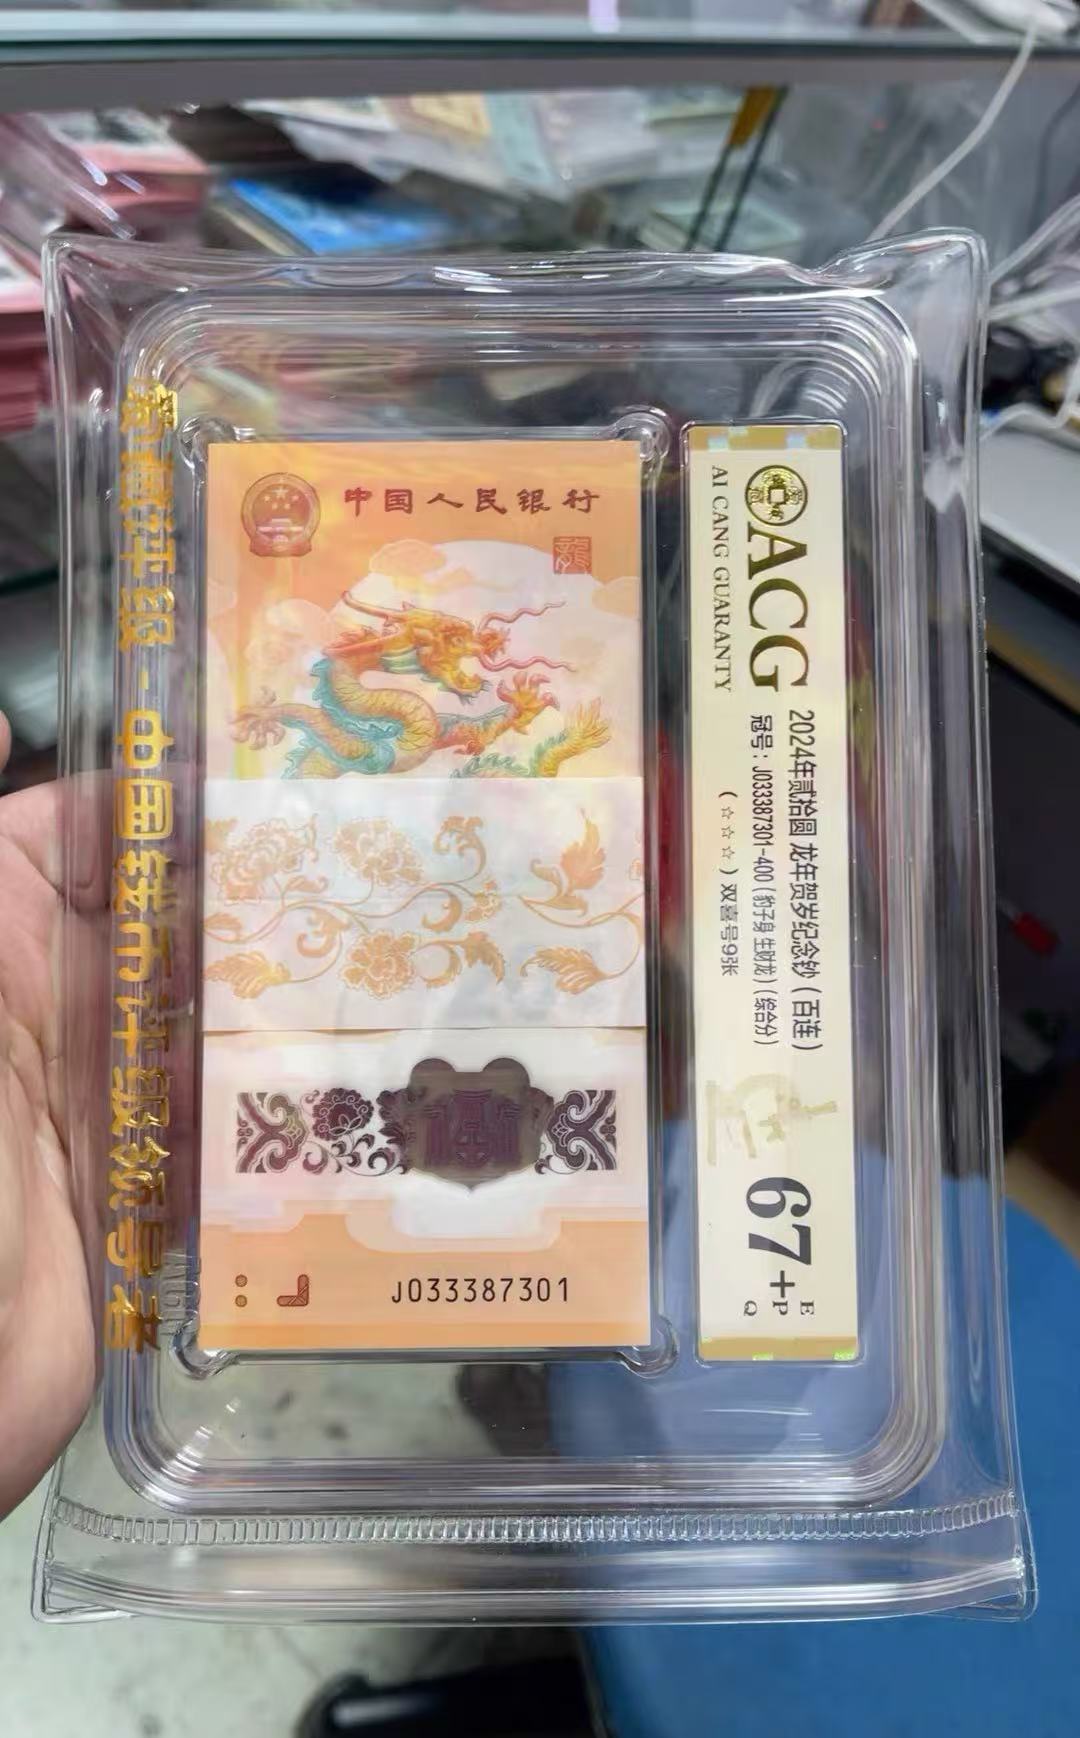 爱藏评级-中国钱币评级领导者
中国人民银行
龍
J033387301
ACG
AI CANG GUARANTY
2024年贰拾圆 龙年贺岁纪念钞（百连）
冠号：J033387301-400（豹子身 生财龙）（综合分）
（☆☆☆）双喜号9张
67+
E
P
Q